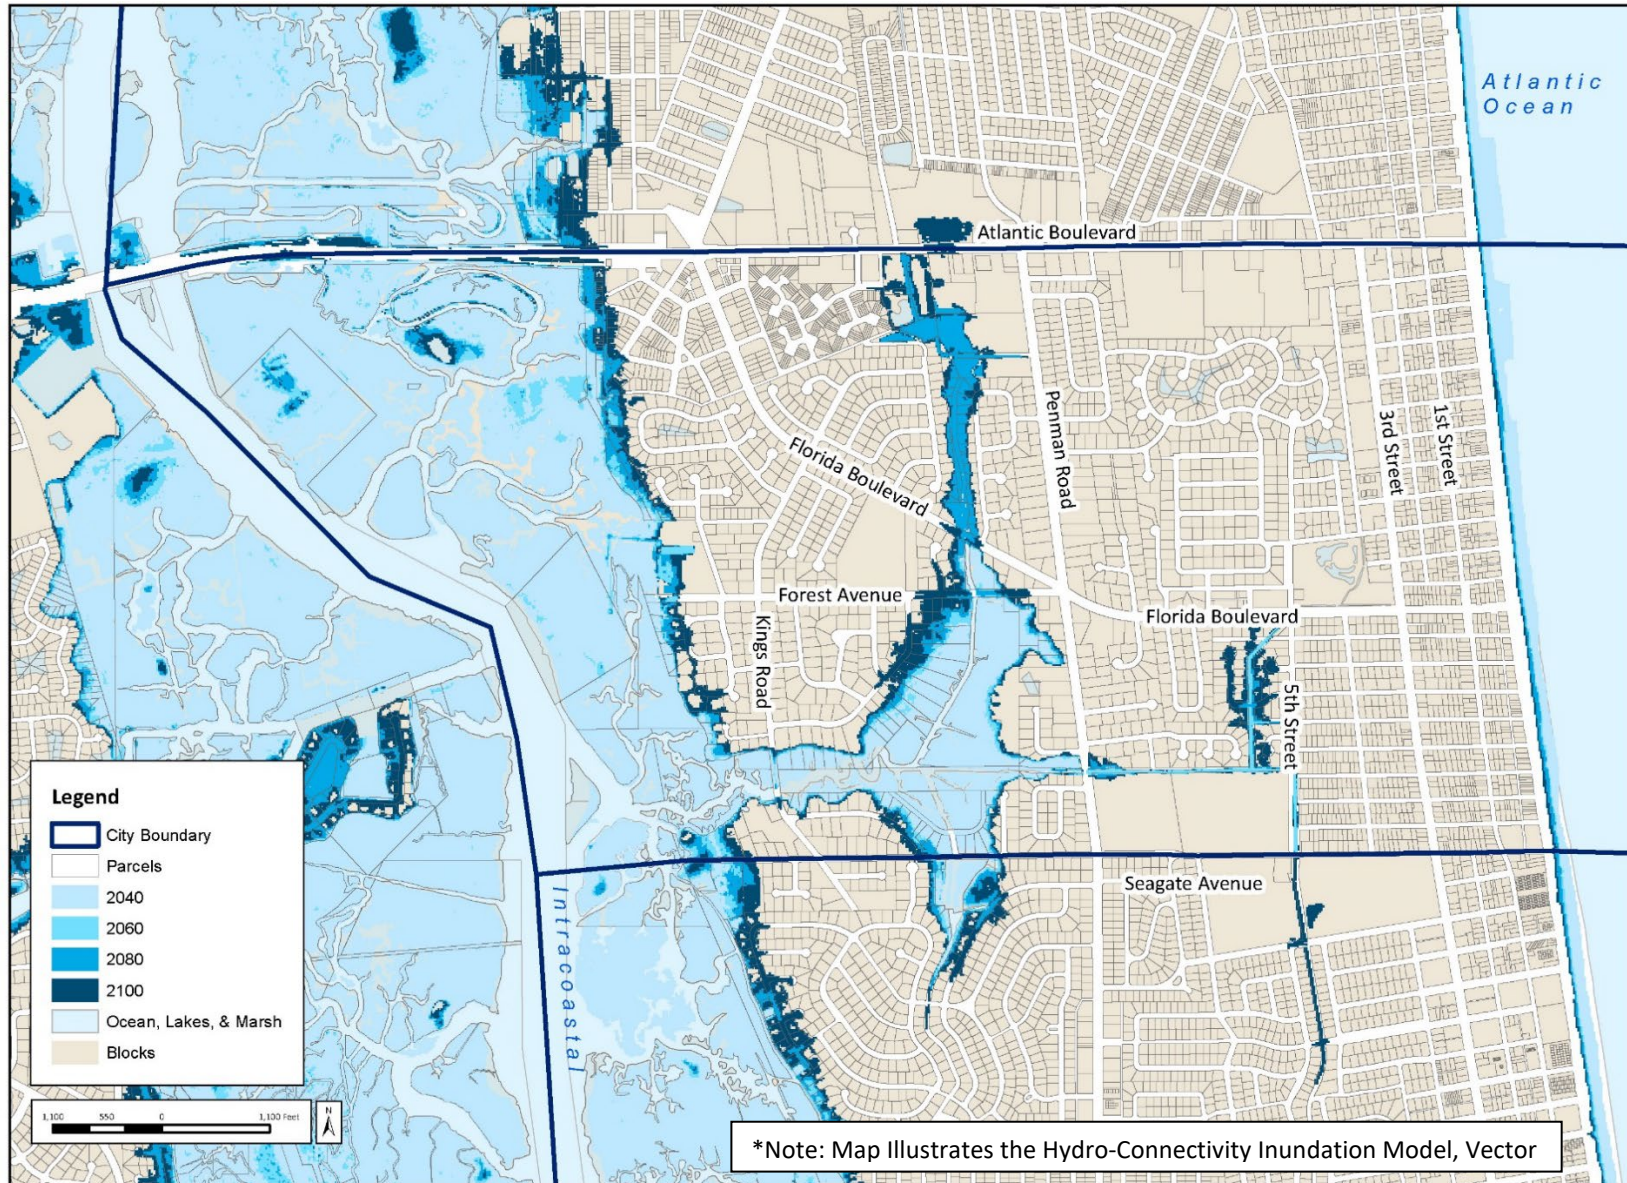 Atlantic
Ocean
Atlantic Boulevard
Penman Road
3rd Street
1st Street
Florida Boulevard
Forest Avenue
Kings Road
Florida Boulevard
5th Street
Seagate Avenue
Intracoastal
Legend
City Boundary
Parcels
2040
2060
2080
2100
Ocean, Lakes, & Marsh
Blocks
1,100 550 0 1,100 Feet
N
*Note: Map Illustrates the Hydro-Connectivity Inundation Model, Vector